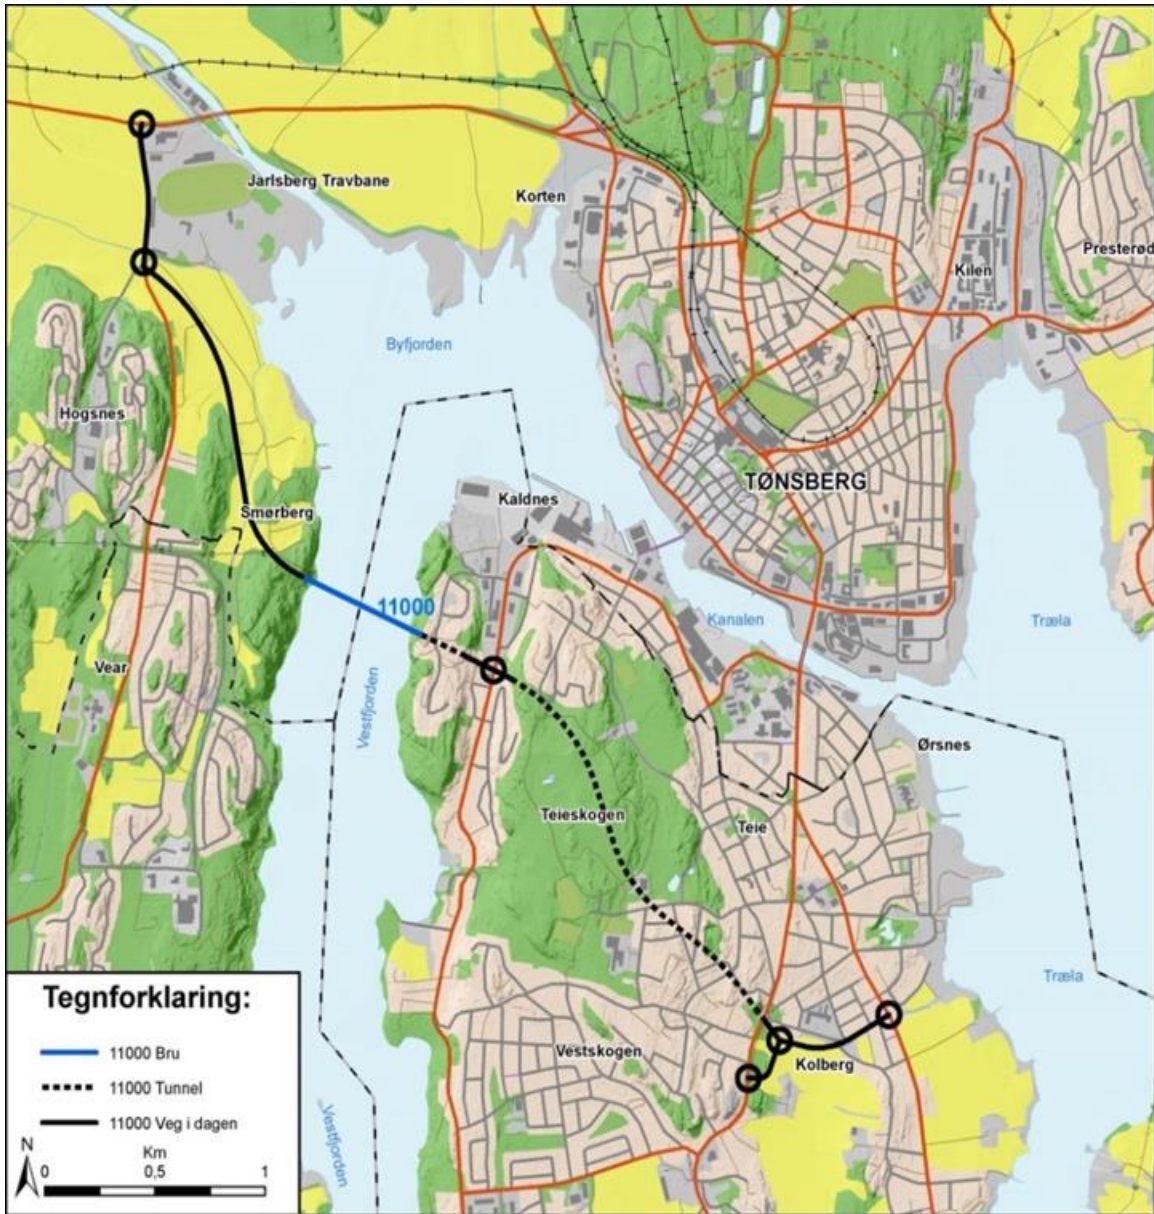 Jarlsberg Travbane
Korten
Presterød
Kilen
Byfjorden
Hogsnes
TØNSBERG
Kaldnes
Smørberg
11000
Kanalen
Træla
Vear
Vestfjorden
Ørsnes
Teieskogen
Teie
Træla
Tegnforklaring:
11000 Bru
11000 Tunnel
11000 Veg i dagen
Km
N
0 0,5 1
Vestskogen
Kolberg
Vestfjorden